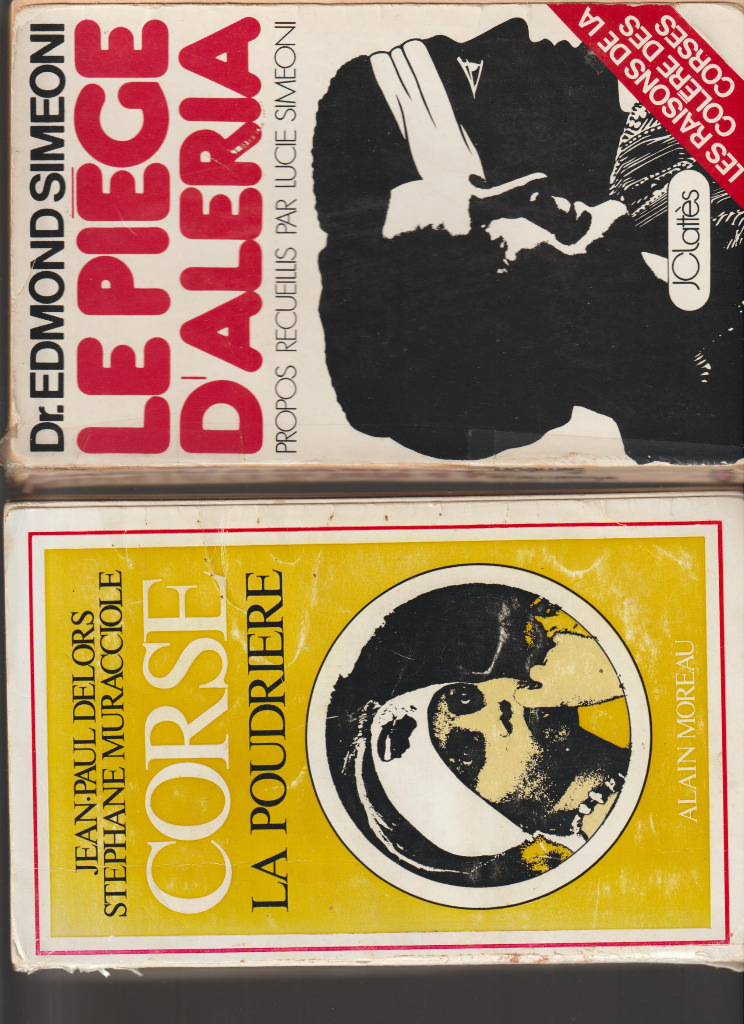 Dr. EDMOND SIMEONI
LE PIÈGE
D'ALERIA
PROPOS RECUEILLIS PAR LUCIE SIMEONI
LES RAISONS DE LA
COLÈRE DES
CORSES
JCLattès
JEAN-PAUL DELORS
STEPHANE MURACCIOLE
CORSE
LA POUDRIERE
ALAIN MOREAU